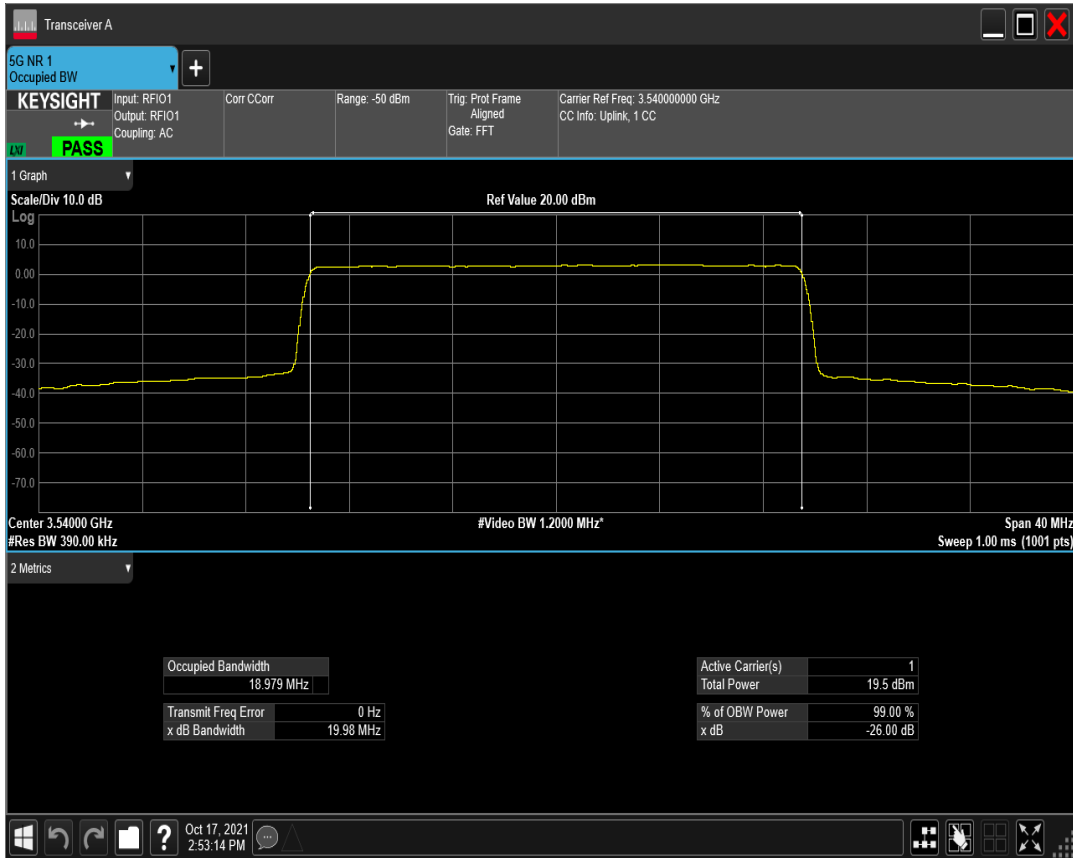 Transceiver A
5G NR 1
Occupied BW
KEYSIGHT
LXI
PASS
Input: RFIO1
Output: RFIO1
Coupling: AC
Corr CCorr
Range: -50 dBm
Trig: Prot Frame
Aligned
Gate: FFT
Carrier Ref Freq: 3.540000000 GHz
CC Info: Uplink, 1 CC
1 Graph
Scale/Div 10.0 dB
Ref Value 20.00 dBm
Log
10.0
0.00
-10.0
-20.0
-30.0
-40.0
-50.0
-60.0
-70.0
Center 3.54000 GHz
#Video BW 1.2000 MHz*
Span 40 MHz
#Res BW 390.00 kHz
Sweep 1.00 ms (1001 pts)
2 Metrics
Occupied Bandwidth
18.979 MHz
Transmit Freq Error 0 Hz
x dB Bandwidth 19.98 MHz
Active Carrier(s) 1
Total Power 19.5 dBm
% of OBW Power 99.00 %
x dB -26.00 dB
?
Oct 17, 2021
2:53:14 PM